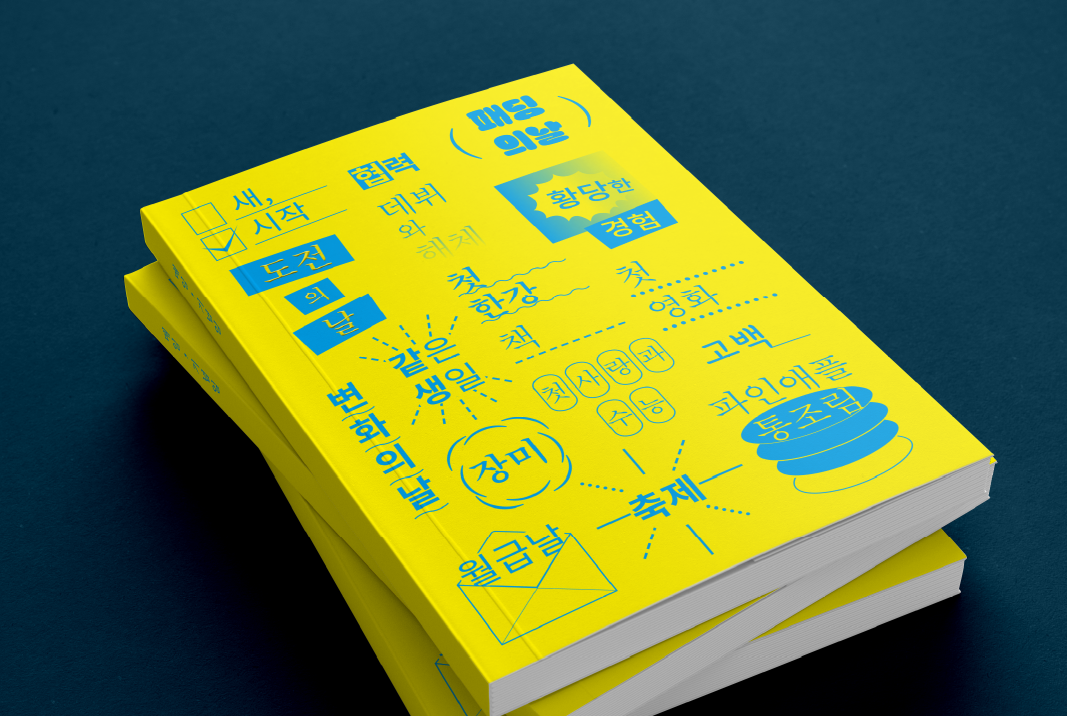 패딩
의날
협력
황당한
경험
새,
시작
데뷔
와
해체
도전
의
날
첫
한강
책
첫
영화
같은
생일
고백
첫사랑과
수능
파인애플
통조림
변화의날
장미
축제
월급날